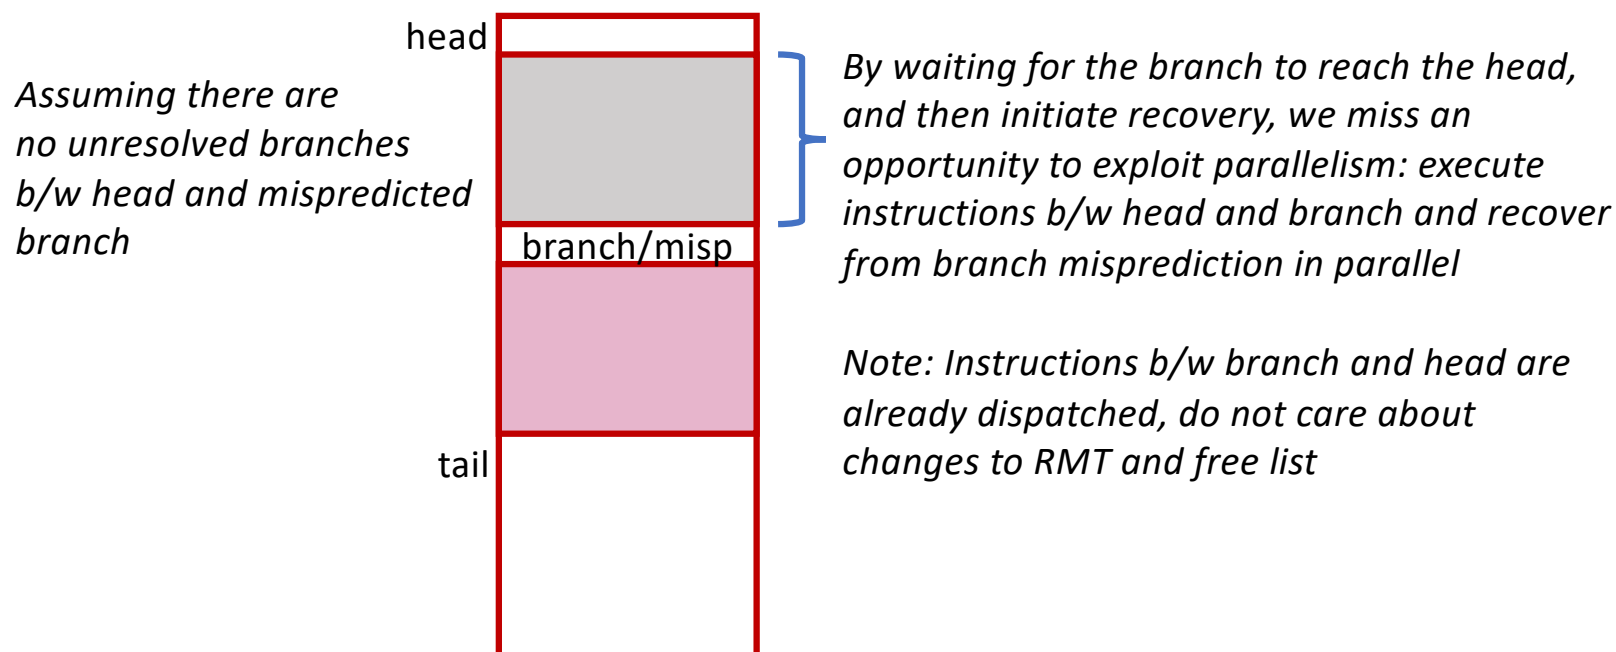 head
Assuming there are
no unresolved branches
b/w head and mispredicted
branch
By waiting for the branch to reach the head,
and then initiate recovery, we miss an
opportunity to exploit parallelism: execute
instructions b/w head and branch and recover
from branch misprediction in parallel
branch/misp
Note: Instructions b/w branch and head are
already dispatched, do not care about
changes to RMT and free list
tail